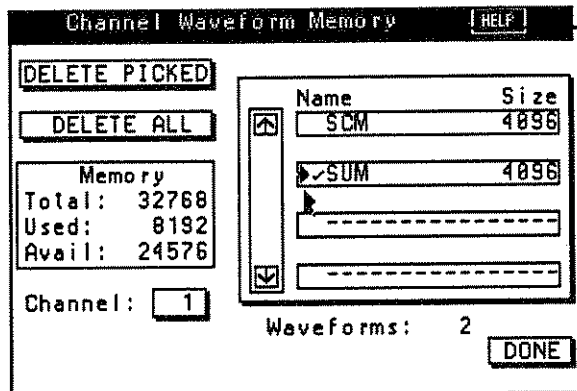 Channel Waveform Memory HELP
DELETE PICKED
DELETE ALL
Memory
Total: 32768
Used: 8192
Avail: 24576
Channel: 1
Name Size
SCM 4096
✓SUM 4096
----------------
----------------
Waveforms: 2
DONE